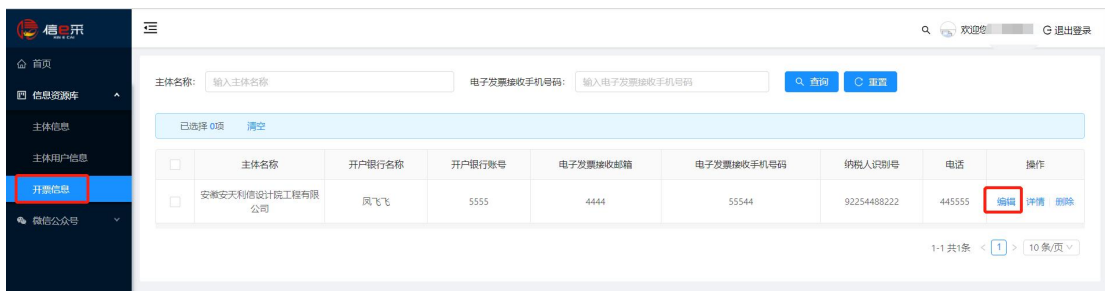 信e采
欢迎您
退出登录
首页
信息资源库
主体信息
主体用户信息
开票信息
微信公众号
主体名称: 输入主体名称 电子发票接收手机号码: 输入电子发票接收手机号码 查询 重置
已选择 0项 清空
主体名称 开户银行名称 开户银行账号 电子发票接收邮箱 电子发票接收手机号码 纳税人识别号 电话 操作
安徽安天利信设计院工程有限
公司
凤飞飞 5555 4444 55544 92254488222 445555 编辑 详情 删除
1-1 共1条 < 1 > 10 条/页